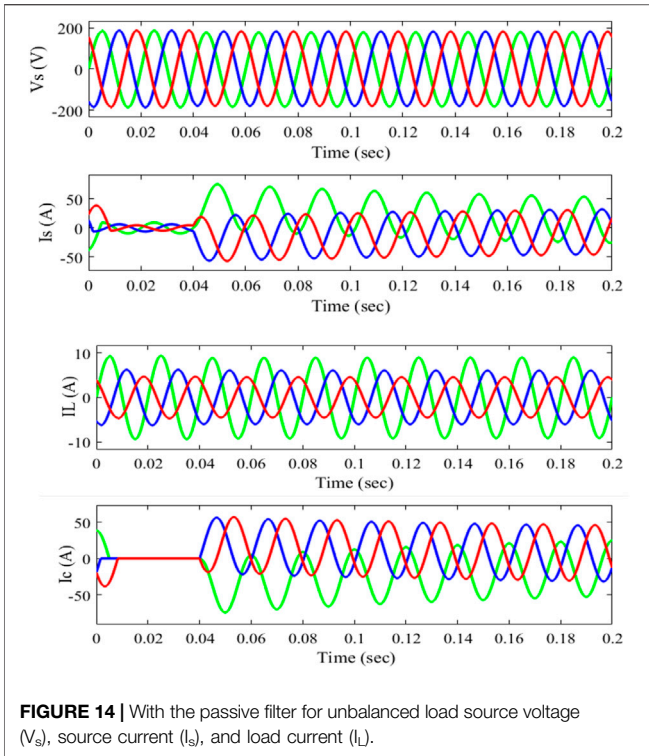 Vs (V)
200
0
-200
0 0.02 0.04 0.06 0.08 0.1 0.12 0.14 0.16 0.18 0.2
Time (sec)
Is (A)
50
0
-50
0 0.02 0.04 0.06 0.08 0.1 0.12 0.14 0.16 0.18 0.2
Time (sec)
IL (A)
10
0
-10
0 0.02 0.04 0.06 0.08 0.1 0.12 0.14 0.16 0.18 0.2
Time (sec)
Ic (A)
50
0
-50
0 0.02 0.04 0.06 0.08 0.1 0.12 0.14 0.16 0.18 0.2
Time (sec)
FIGURE 14 | With the passive filter for unbalanced load source voltage
(Vs), source current (Is), and load current (IL).